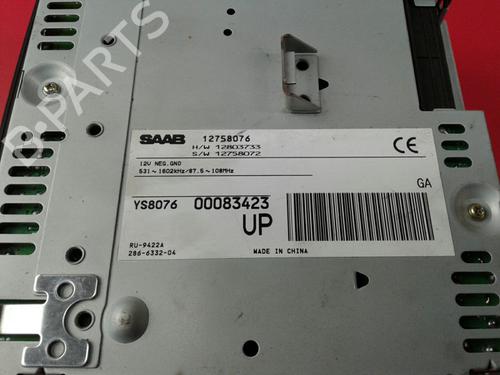 B-PARTS
SAAB 12758076
H/W 12803733
S/W 12758072
12V NEG.GND
531~1602kHz/87.5~108MHz
CE
GA
YS8076 00083423
UP
RU-9422A
286-6332-04
MADE IN CHINA